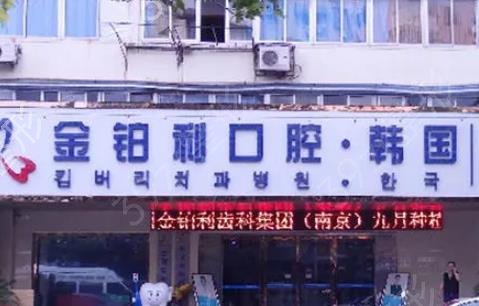 金铂利口腔·韩国
킴버리치과병원·한국
金铂利齿科集团（南京）九月种植